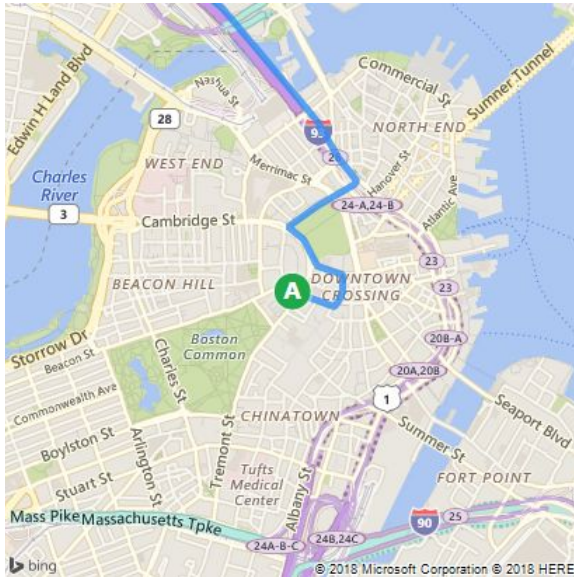 Edwin H Land Blvd
Nashua St
Commercial St
Sumner Tunnel
28
93
NORTH END
WEST END
26
Merrimac St
Hanover St
Charles
River
3
Cambridge St
24-A,24-B
Atlantic Ave
23
BEACON HILL
A
DOWNTOWN
CROSSING
23
Storrow Dr
Boston
Common
20B-A
Beacon St
Charles St
20A,20B
Commonwealth Ave
1
Seaport Blvd
CHINATOWN
Boylston St
Arlington St
Tremont St
Summer St
Stuart St
Tufts
Medical
Center
Albany St
FORT POINT
Mass Pike
Massachusetts Tpke
90
25
24A-B-C
24B,24C
bing
© 2018 Microsoft Corporation © 2018 HERE